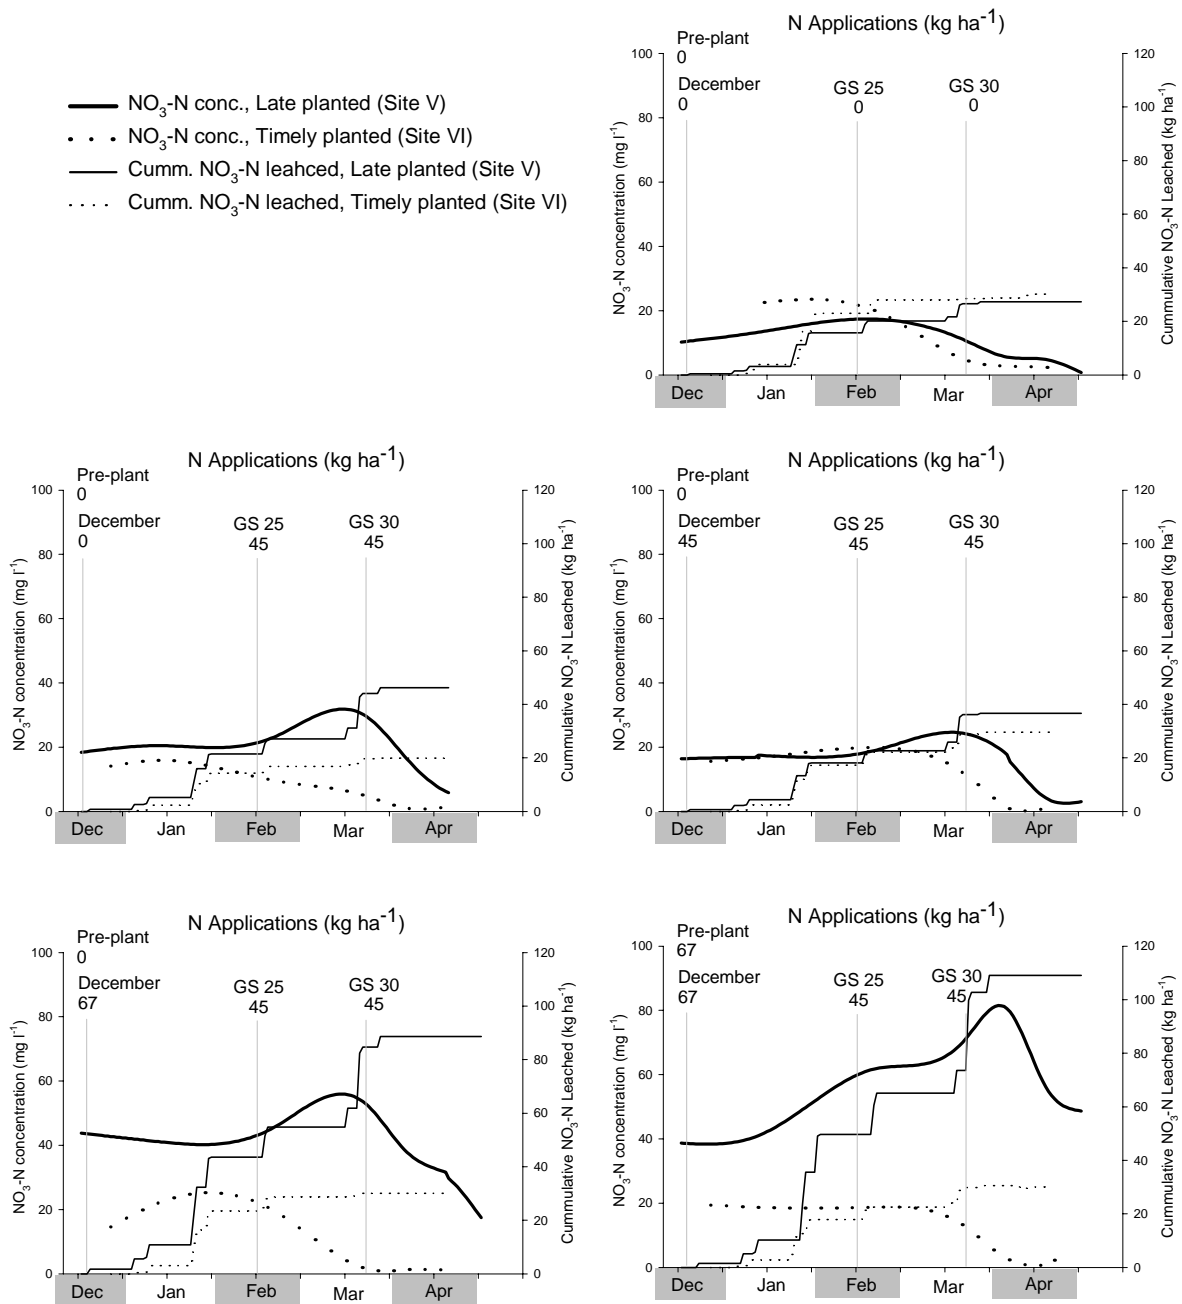 NO3-N conc., Late planted (Site V)
NO3-N conc., Timely planted (Site VI)
Cumm. NO3-N leahced, Late planted (Site V)
Cumm. NO3-N leached, Timely planted (Site VI)
N Applications (kg ha-1)
Pre-plant
0
December
0
GS 25
0
GS 30
0
100
80
60
40
20
0
NO3-N concentration (mg l-1)
120
100
80
60
40
20
0
Cummulative NO3-N Leached (kg ha-1)
Dec Jan Feb Mar Apr
N Applications (kg ha-1)
Pre-plant
0
December
0
GS 25
45
GS 30
45
100
80
60
40
20
0
NO3-N concentration (mg l-1)
120
100
80
60
40
20
0
Cummulative NO3-N Leached (kg ha-1)
Dec Jan Feb Mar Apr
N Applications (kg ha-1)
Pre-plant
0
December
45
GS 25
45
GS 30
45
100
80
60
40
20
0
NO3-N concentration (mg l-1)
120
100
80
60
40
20
0
Cummulative NO3-N Leached (kg ha-1)
Dec Jan Feb Mar Apr
N Applications (kg ha-1)
Pre-plant
0
December
67
GS 25
45
GS 30
45
100
80
60
40
20
0
NO3-N concentration (mg l-1)
120
100
80
60
40
20
0
Cummulative NO3-N Leached (kg ha-1)
Dec Jan Feb Mar Apr
N Applications (kg ha-1)
Pre-plant
67
December
67
GS 25
45
GS 30
45
100
80
60
40
20
0
NO3-N concentration (mg l-1)
120
100
80
60
40
20
0
Cummulative NO3-N Leached (kg ha-1)
Dec Jan Feb Mar Apr